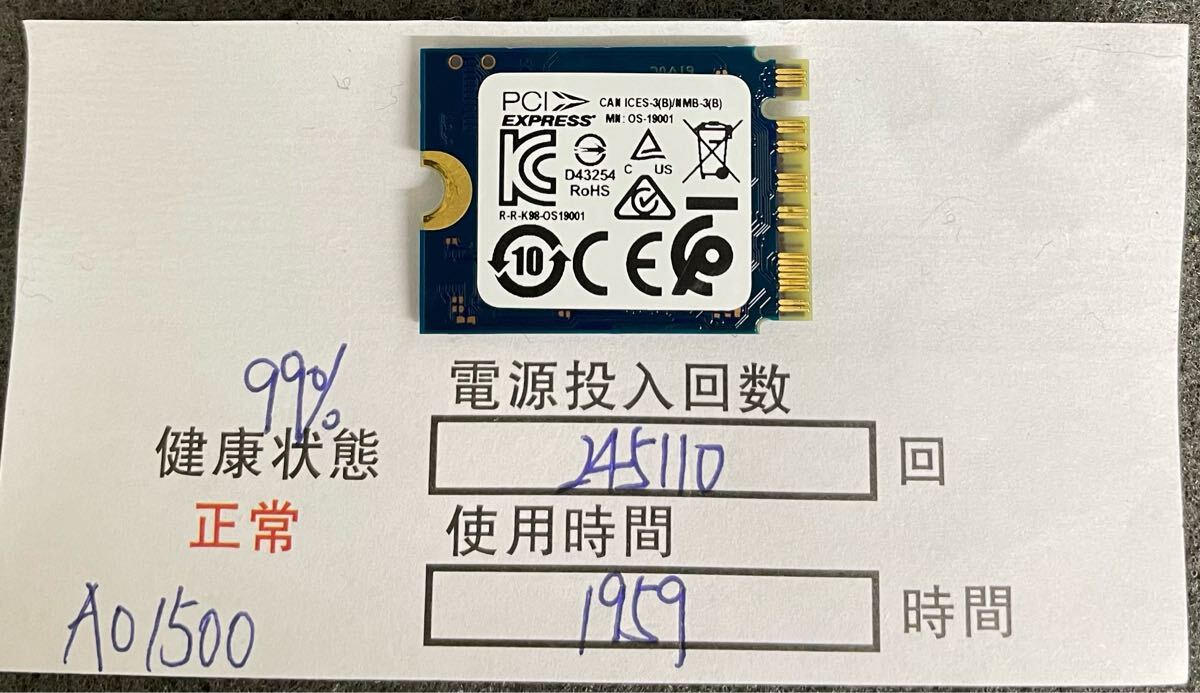 PCI
EXPRESS
CAN ICES-3(B)/NMB-3(B)
MN: OS-19001
KC
D43254
RoHS
C US
R-R-K98-OS19001
10
CE
99%
健康状態
正常
電源投入回数
245110
回
使用時間
1959
時間
A01500